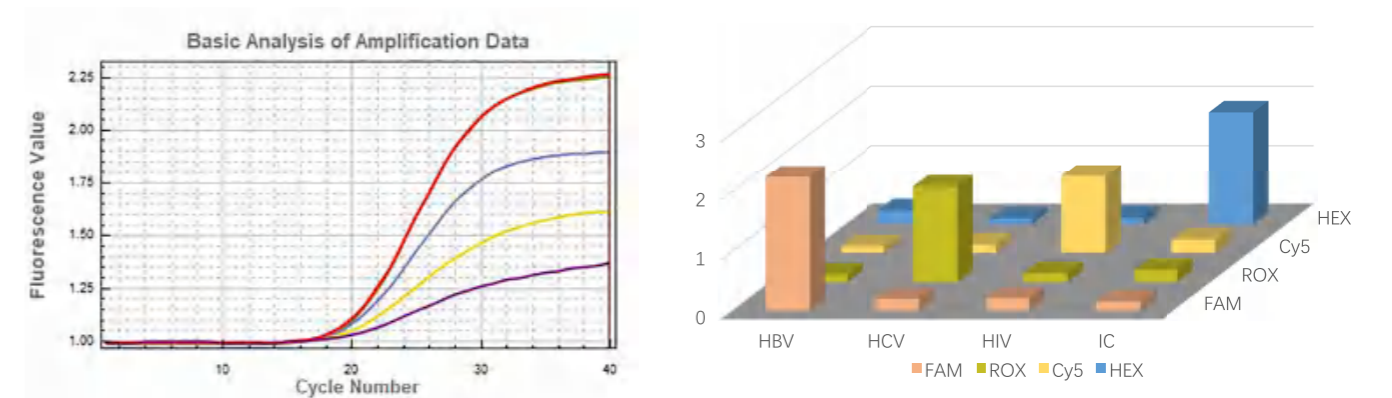 Basic Analysis of Amplification Data
Fluorescence Value
2.25
2.00
1.75
1.50
1.25
1.00
10
20
30
40
Cycle Number
3
2
1
0
HBV
HCV
HIV
IC
HEX
Cy5
ROX
FAM
FAM ROX Cy5 HEX